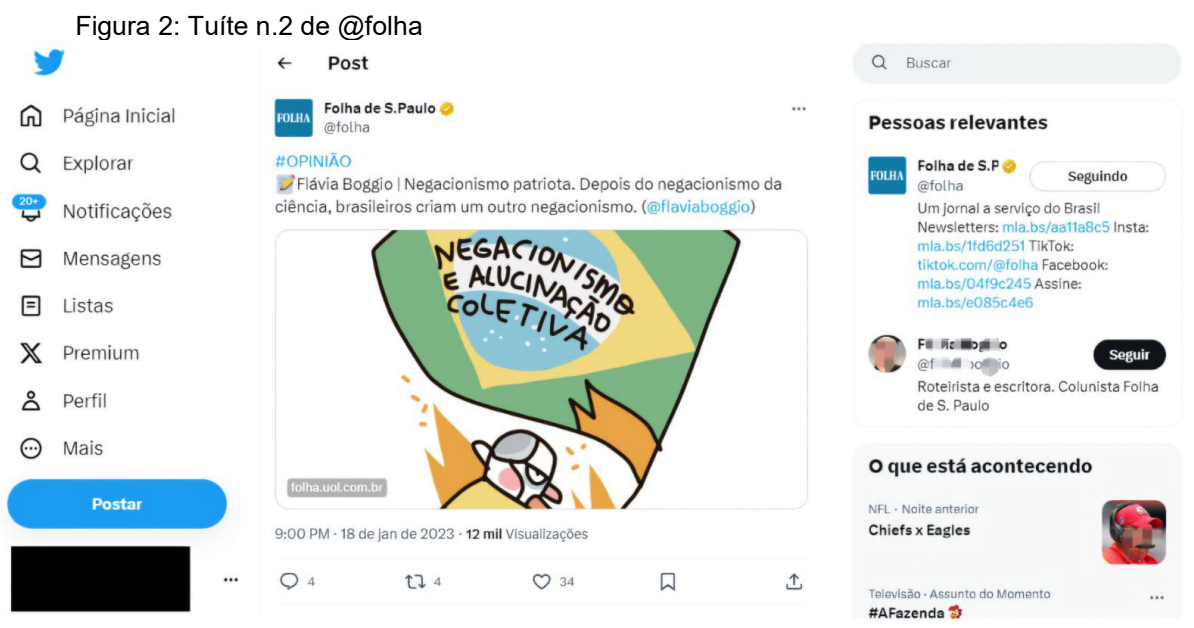 Figura 2: Tuíte n.2 de @folha
Página Inicial
Explorar
20+
Notificações
Mensagens
Listas
Premium
Perfil
Mais
Postar
Post
FOLHA
Folha de S.Paulo
@folha
#OPINIÃO
Flávia Boggio | Negacionismo patriota. Depois do negacionismo da
ciência, brasileiros criam um outro negacionismo. (@flaviaboggio)
NEGACIONISMO
E ALUCINAÇÃO
COLETIVA
folha.uol.com.br
9:00 PM · 18 de jan de 2023 · 12 mil Visualizações
4
4
34
Buscar
Pessoas relevantes
FOLHA
Folha de S.P
@folha
Seguindo
Um jornal a serviço do Brasil
Newsletters: mla.bs/aa11a8c5 Insta:
mla.bs/1fd6d251 TikTok:
tiktok.com/@folha Facebook:
mla.bs/04f9c245 Assine:
mla.bs/e085c4e6
Seguir
Roteirista e escritora. Colunista Folha
de S. Paulo
O que está acontecendo
NFL · Noite anterior
Chiefs x Eagles
Televisão · Assunto do Momento
#AFazenda